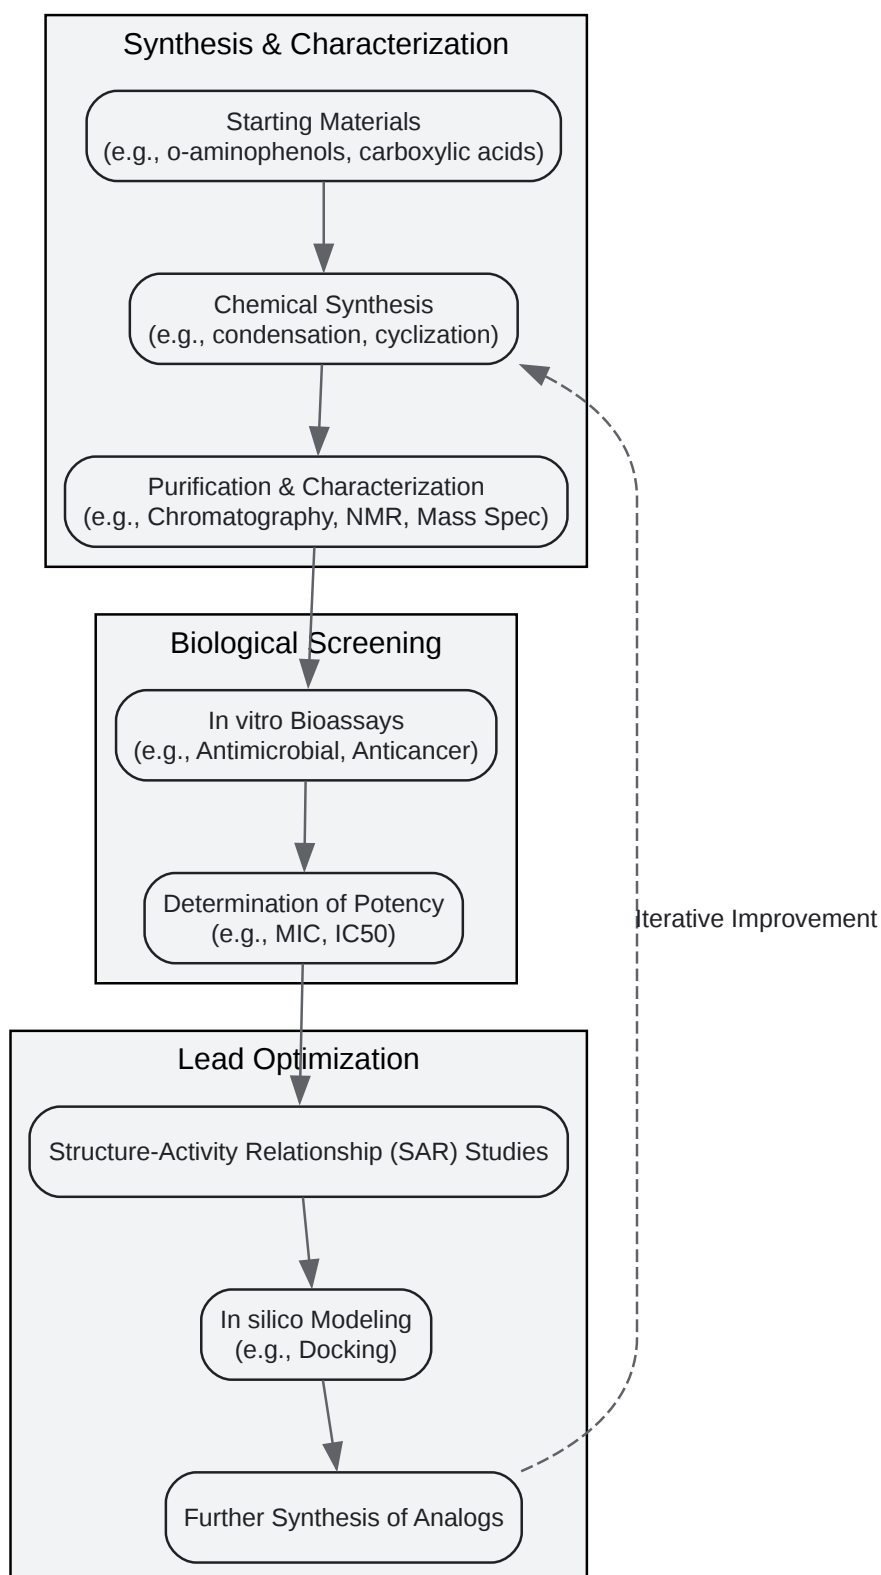 Synthesis & Characterization
Starting Materials
(e.g., o-aminophenols, carboxylic acids)
Chemical Synthesis
(e.g., condensation, cyclization)
Purification & Characterization
(e.g., Chromatography, NMR, Mass Spec)
Biological Screening
In vitro Bioassays
(e.g., Antimicrobial, Anticancer)
Determination of Potency
(e.g., MIC, IC50)
Iterative Improvement
Lead Optimization
Structure-Activity Relationship (SAR) Studies
In silico Modeling
(e.g., Docking)
Further Synthesis of Analogs